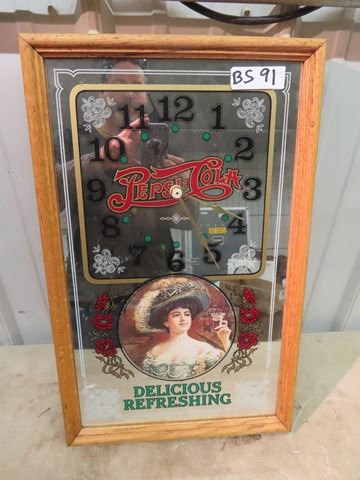 BS 91
12
11 1
10 2
PEPSI-COLA
9 3
8 4
7 5
6
DELICIOUS
REFRESHING